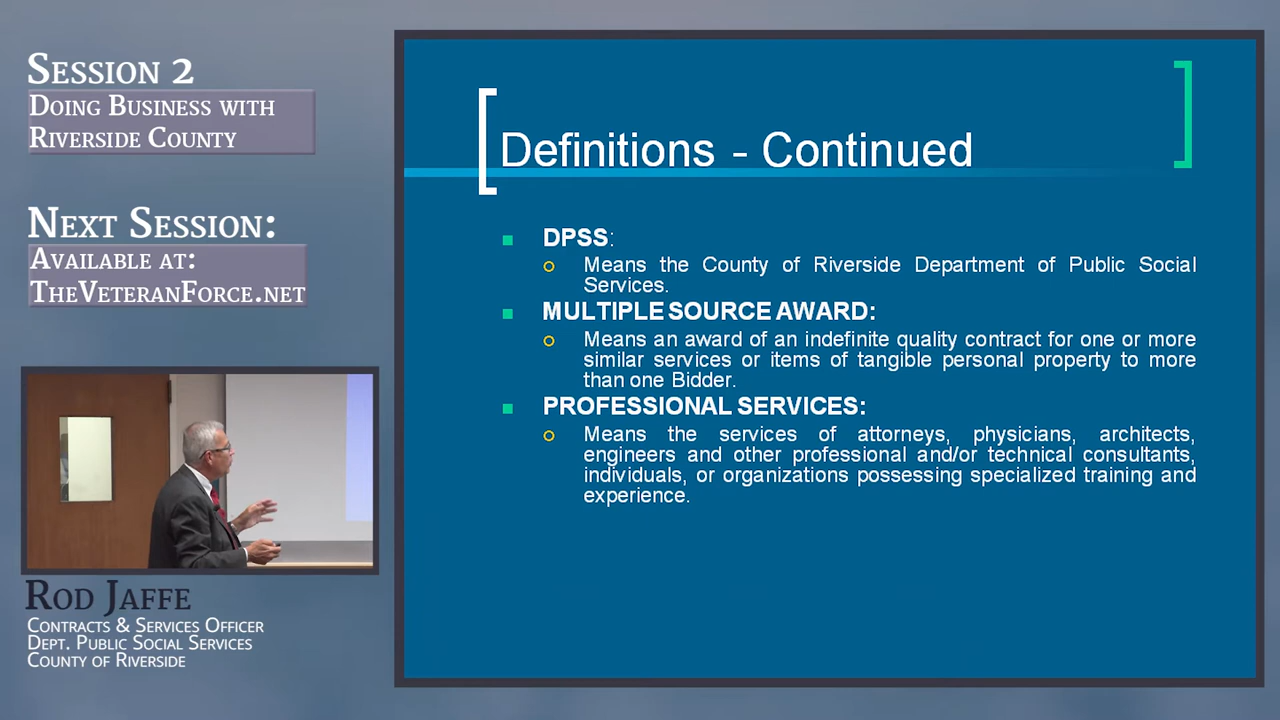 Session 2
Doing Business with
Riverside County
Next Session:
Available at:
TheVeteranForce.net
Rod Jaffe
Contracts & Services Officer
Dept. Public Social Services
County of Riverside
Definitions - Continued
DPSS:
Means the County of Riverside Department of Public Social
Services.
MULTIPLE SOURCE AWARD:
Means an award of an indefinite quality contract for one or more
similar services or items of tangible personal property to more
than one Bidder.
PROFESSIONAL SERVICES:
Means the services of attorneys, physicians, architects,
engineers and other professional and/or technical consultants,
individuals, or organizations possessing specialized training and
experience.